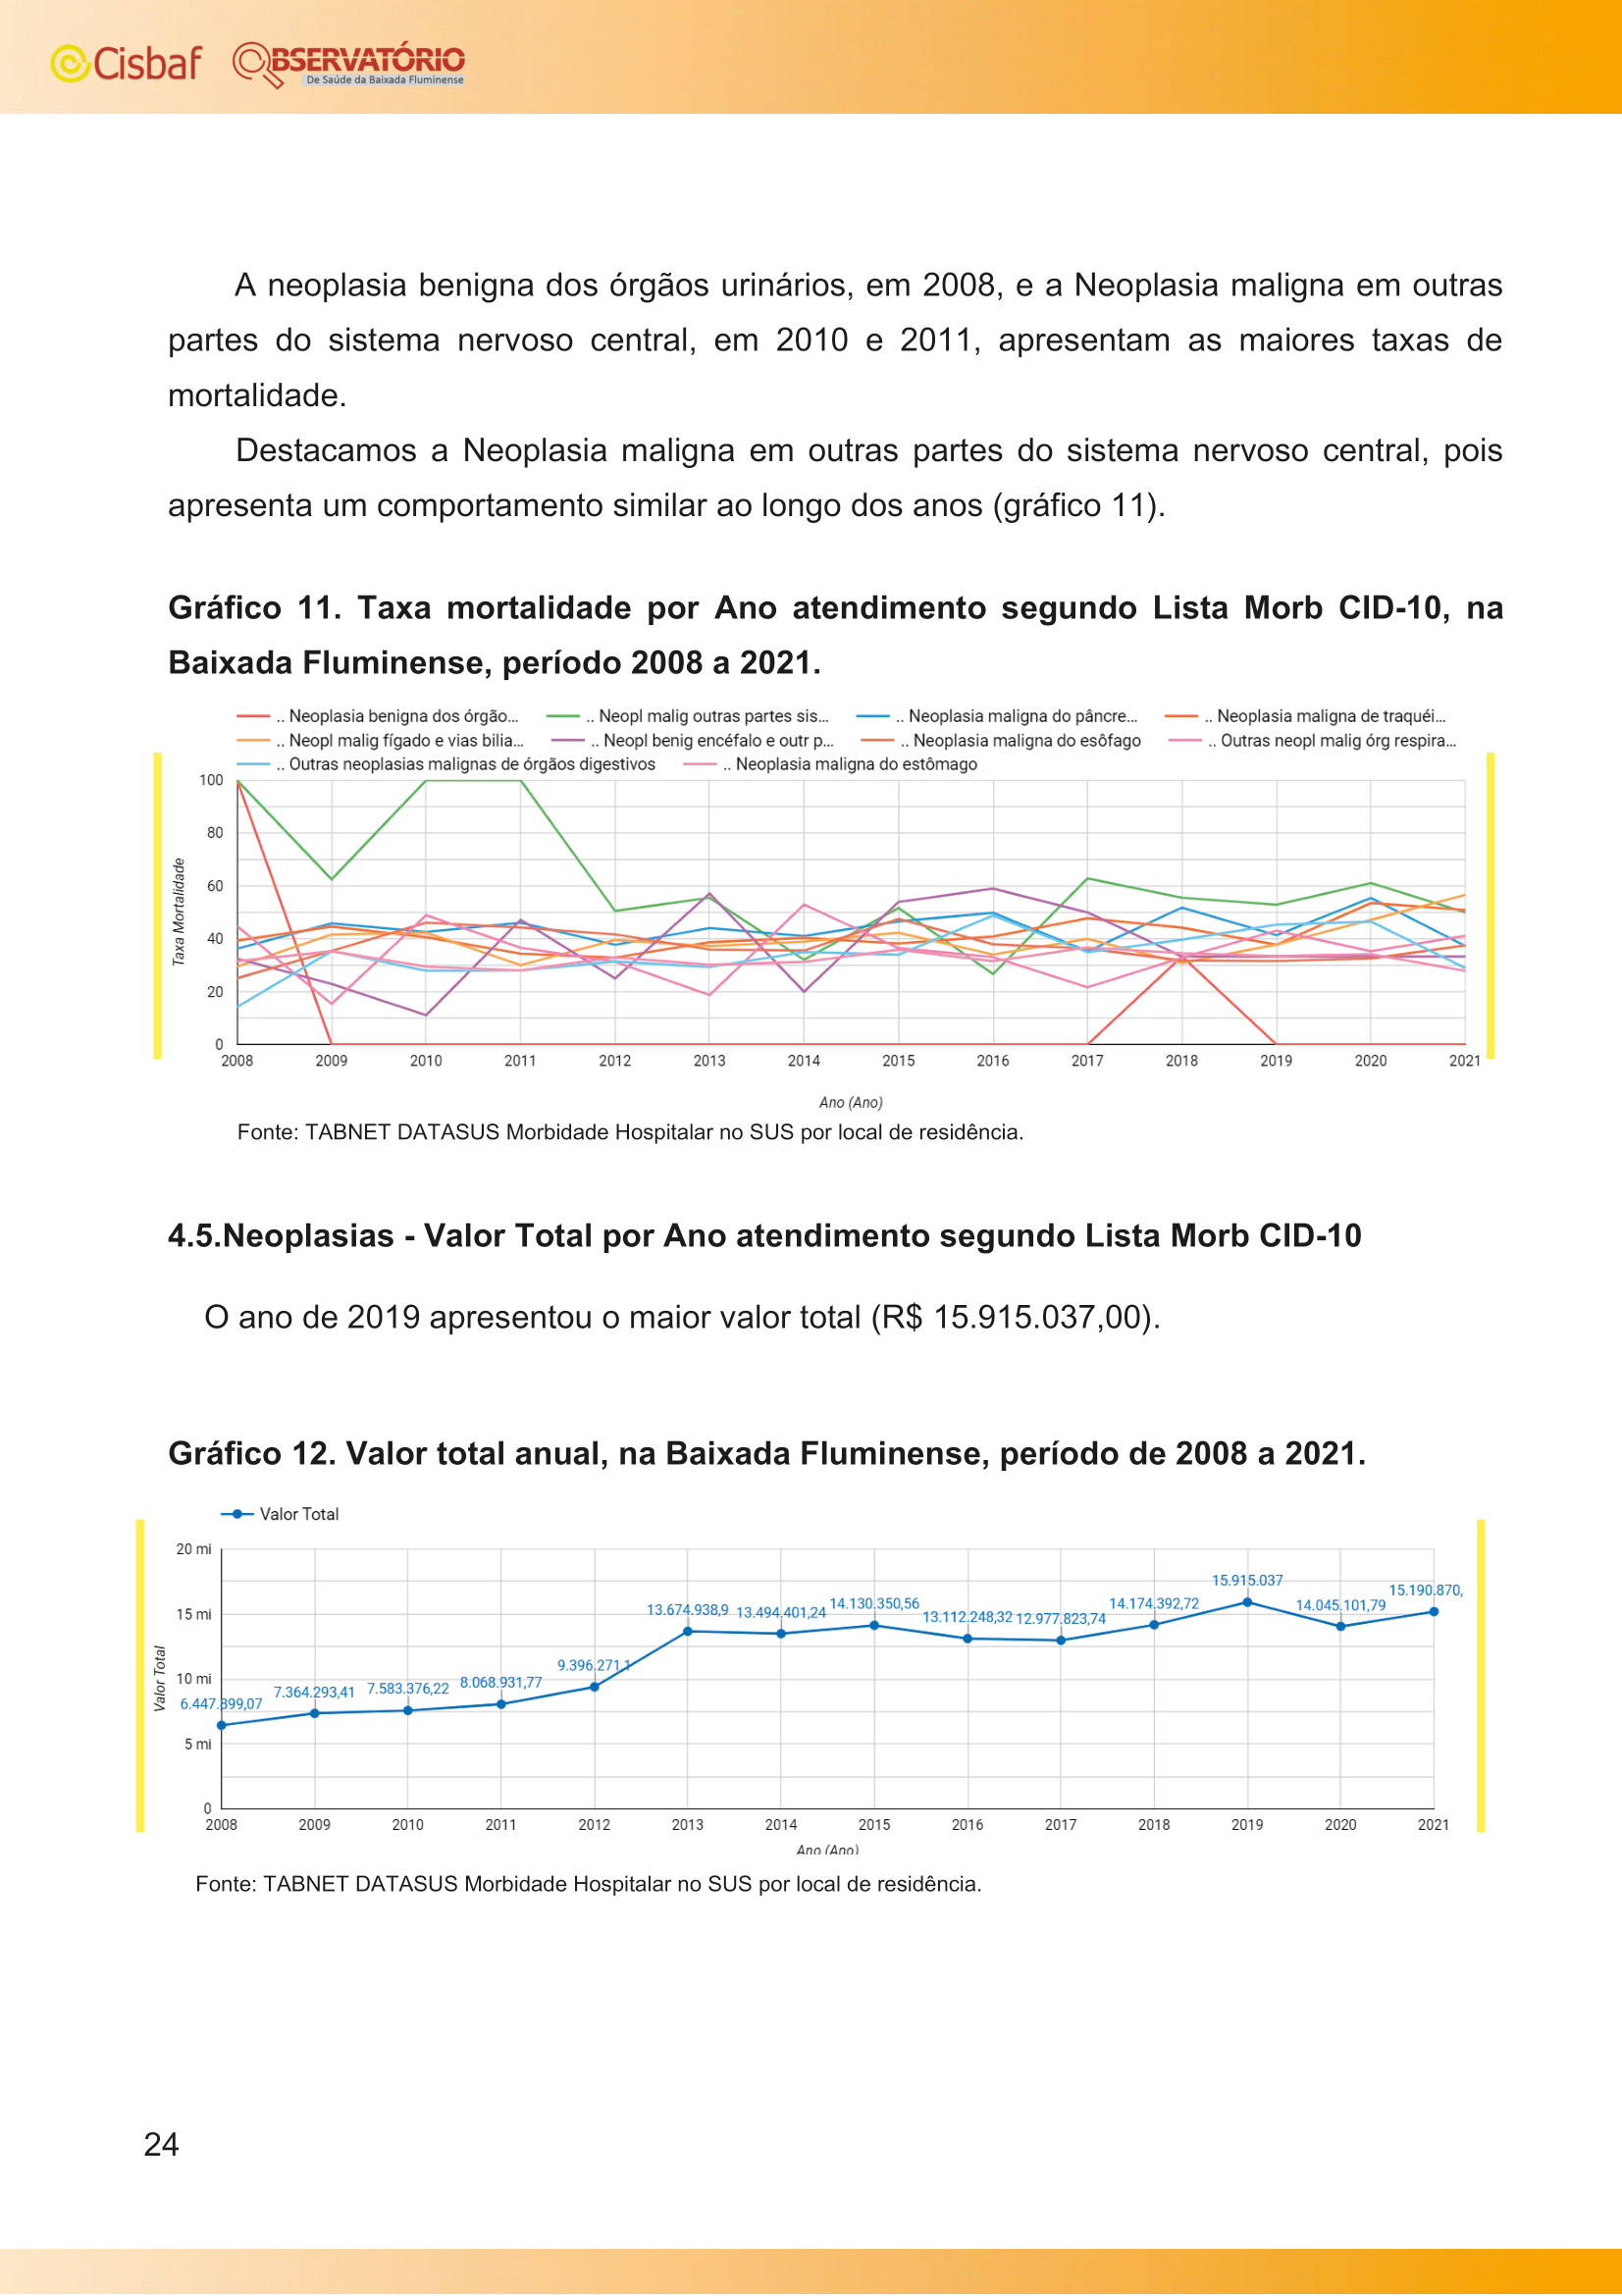 Cisbaf
OBSERVATÓRIO
De Saúde da Baixada Fluminense
A neoplasia benigna dos órgãos urinários, em 2008, e a Neoplasia maligna em outras
partes do sistema nervoso central, em 2010 e 2011, apresentam as maiores taxas de
mortalidade.
Destacamos a Neoplasia maligna em outras partes do sistema nervoso central, pois
apresenta um comportamento similar ao longo dos anos (gráfico 11).
Gráfico 11. Taxa mortalidade por Ano atendimento segundo Lista Morb CID-10, na
Baixada Fluminense, período 2008 a 2021.
.. Neoplasia benigna dos órgão... .. Neopl malig outras partes sis... .. Neoplasia maligna do pâncre... .. Neoplasia maligna de traquéi...
.. Neopl malig fígado e vias bilia... .. Neopl benig encéfalo e outr p... .. Neoplasia maligna do esôfago .. Outras neopl malig órg respira...
.. Outras neoplasias malignas de órgãos digestivos .. Neoplasia maligna do estômago
100
80
60
40
20
0
Taxa Mortalidade
2008 2009 2010 2011 2012 2013 2014 2015 2016 2017 2018 2019 2020 2021
Ano (Ano)
Fonte: TABNET DATASUS Morbidade Hospitalar no SUS por local de residência.
4.5.Neoplasias - Valor Total por Ano atendimento segundo Lista Morb CID-10
O ano de 2019 apresentou o maior valor total (R$ 15.915.037,00).
Gráfico 12. Valor total anual, na Baixada Fluminense, período de 2008 a 2021.
Valor Total
20 mi
15 mi
10 mi
5 mi
0
Valor Total
6.447.899,07 7.364.293,41 7.583.376,22 8.068.931,77 9.396.271,1 13.674.938,9 13.494.401,24 14.130.350,56 13.112.248,32 12.977.823,74 14.174.392,72 15.915.037 14.045.101,79 15.190.870,
2008 2009 2010 2011 2012 2013 2014 2015 2016 2017 2018 2019 2020 2021
Ano (Ano)
Fonte: TABNET DATASUS Morbidade Hospitalar no SUS por local de residência.
24